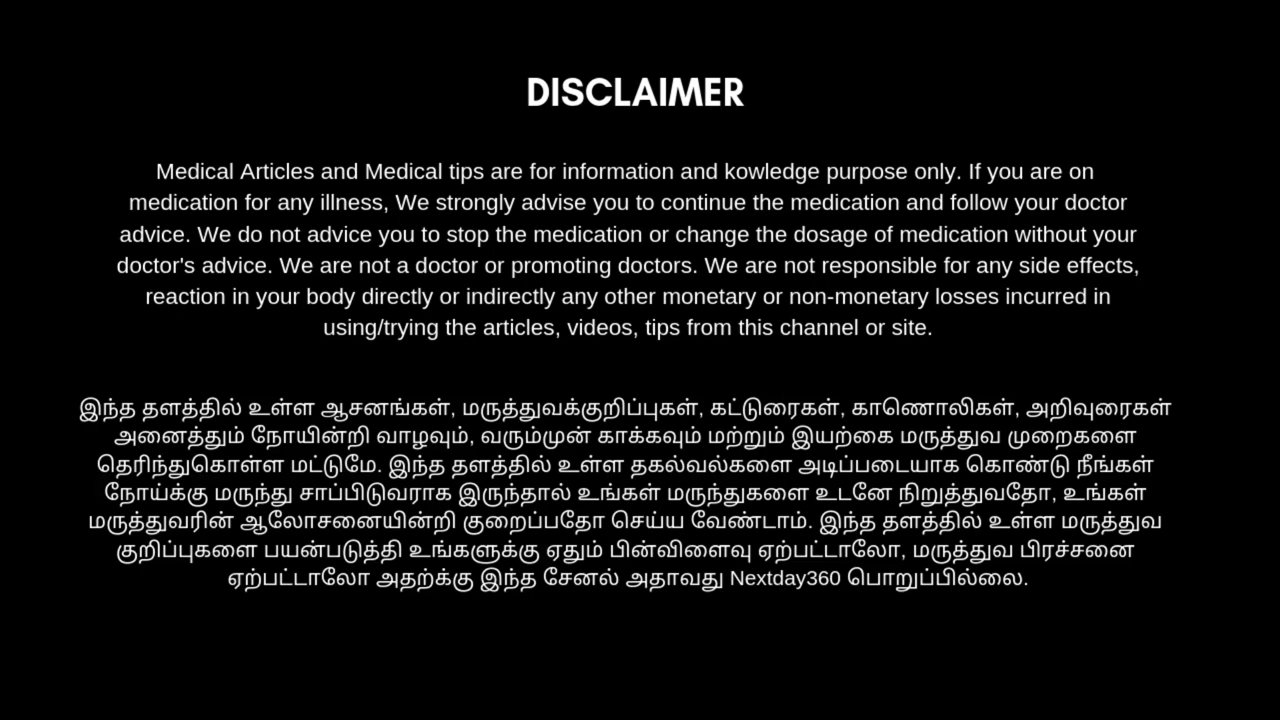 DISCLAIMER
Medical Articles and Medical tips are for information and kowledge purpose only. If you are on
medication for any illness, We strongly advise you to continue the medication and follow your doctor
advice. We do not advice you to stop the medication or change the dosage of medication without your
doctor's advice. We are not a doctor or promoting doctors. We are not responsible for any side effects,
reaction in your body directly or indirectly any other monetary or non-monetary losses incurred in
using/trying the articles, videos, tips from this channel or site.
இந்த தளத்தில் உள்ள ஆசனங்கள், மருத்துவக்குறிப்புகள், கட்டுரைகள், காணொலிகள், அறிவுரைகள்
அனைத்தும் நோயின்றி வாழவும், வரும்முன் காக்கவும் மற்றும் இயற்கை மருத்துவ முறைகளை
தெரிந்துகொள்ள மட்டுமே. இந்த தளத்தில் உள்ள தகல்வல்களை அடிப்படையாக கொண்டு நீங்கள்
நோய்க்கு மருந்து சாப்பிடுவராக இருந்தால் உங்கள் மருந்துகளை உடனே நிறுத்துவதோ, உங்கள்
மருத்துவரின் ஆலோசனையின்றி குறைப்பதோ செய்ய வேண்டாம். இந்த தளத்தில் உள்ள மருத்துவ
குறிப்புகளை பயன்படுத்தி உங்களுக்கு ஏதும் பின்விளைவு ஏற்பட்டாலோ, மருத்துவ பிரச்சனை
ஏற்பட்டாலோ அதற்க்கு இந்த சேனல் அதாவது Nextday360 பொறுப்பில்லை.